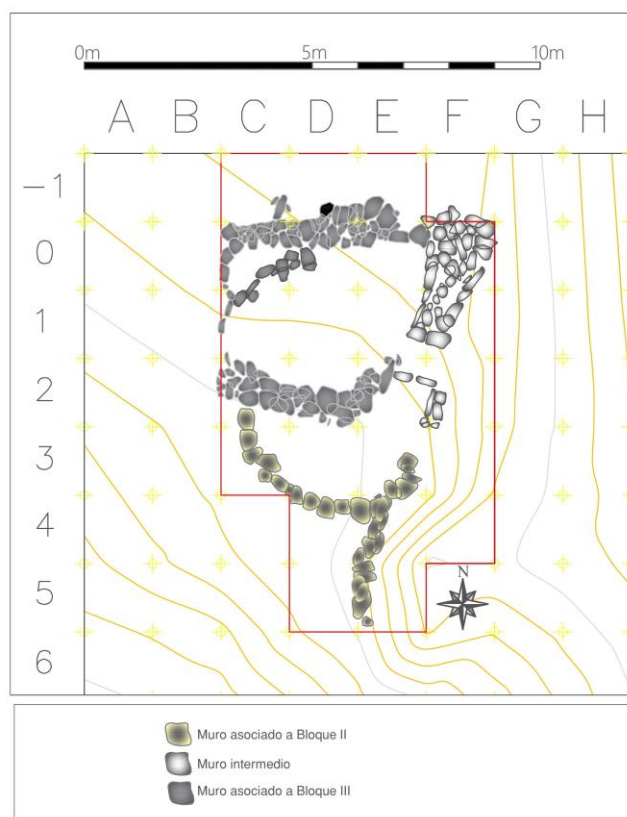 0m 5m 10m
A B C D E F G H
-1
0
1
2
3
4
5
6
N
Muro asociado a Bloque II
Muro intermedio
Muro asociado a Bloque III